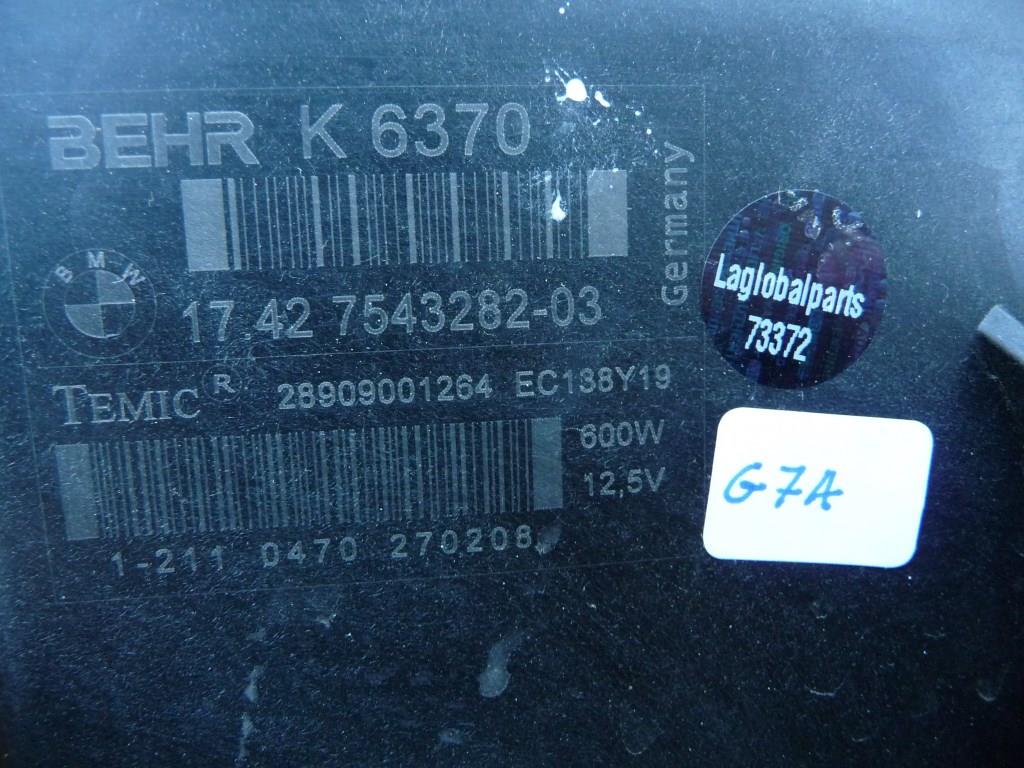 BEHR K 6370
Germany
BMW
17 42 7543282-03
TEMIC® 28909001264 EC138Y19
600W
12,5V
1-211 0470 270208
Laglobalparts
73372
G7A